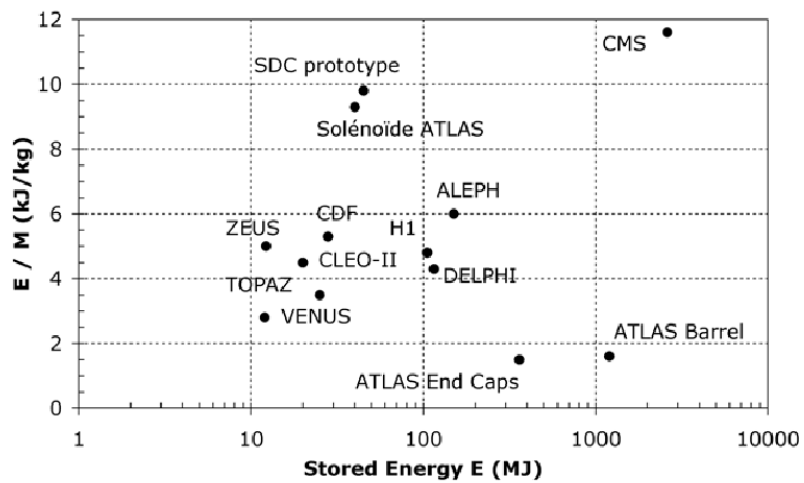 12
CMS
SDC prototype
10
Solénoïde ATLAS
8
E / M (kJ/kg)
ALEPH
6
ZEUS
CDF
H1
CLEO-II
DELPHI
4
TOPAZ
VENUS
2
ATLAS Barrel
ATLAS End Caps
0
1
10
100
1000
10000
Stored Energy E (MJ)